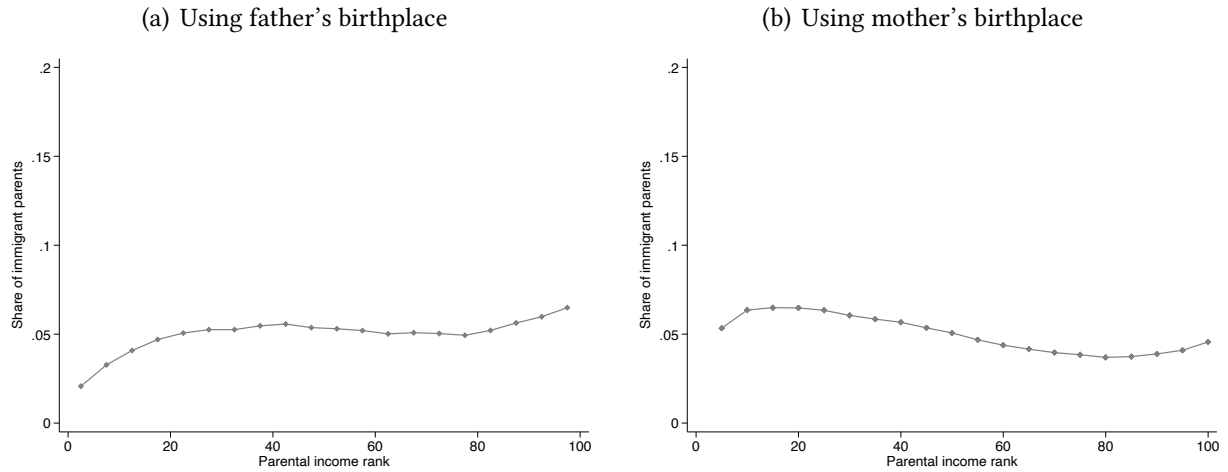 (a) Using father’s birthplace
.2
.15
.1
.05
0
Share of immigrant parents
0 20 40 60 80 100
Parental income rank
(b) Using mother’s birthplace
.2
.15
.1
.05
0
Share of immigrant parents
0 20 40 60 80 100
Parental income rank